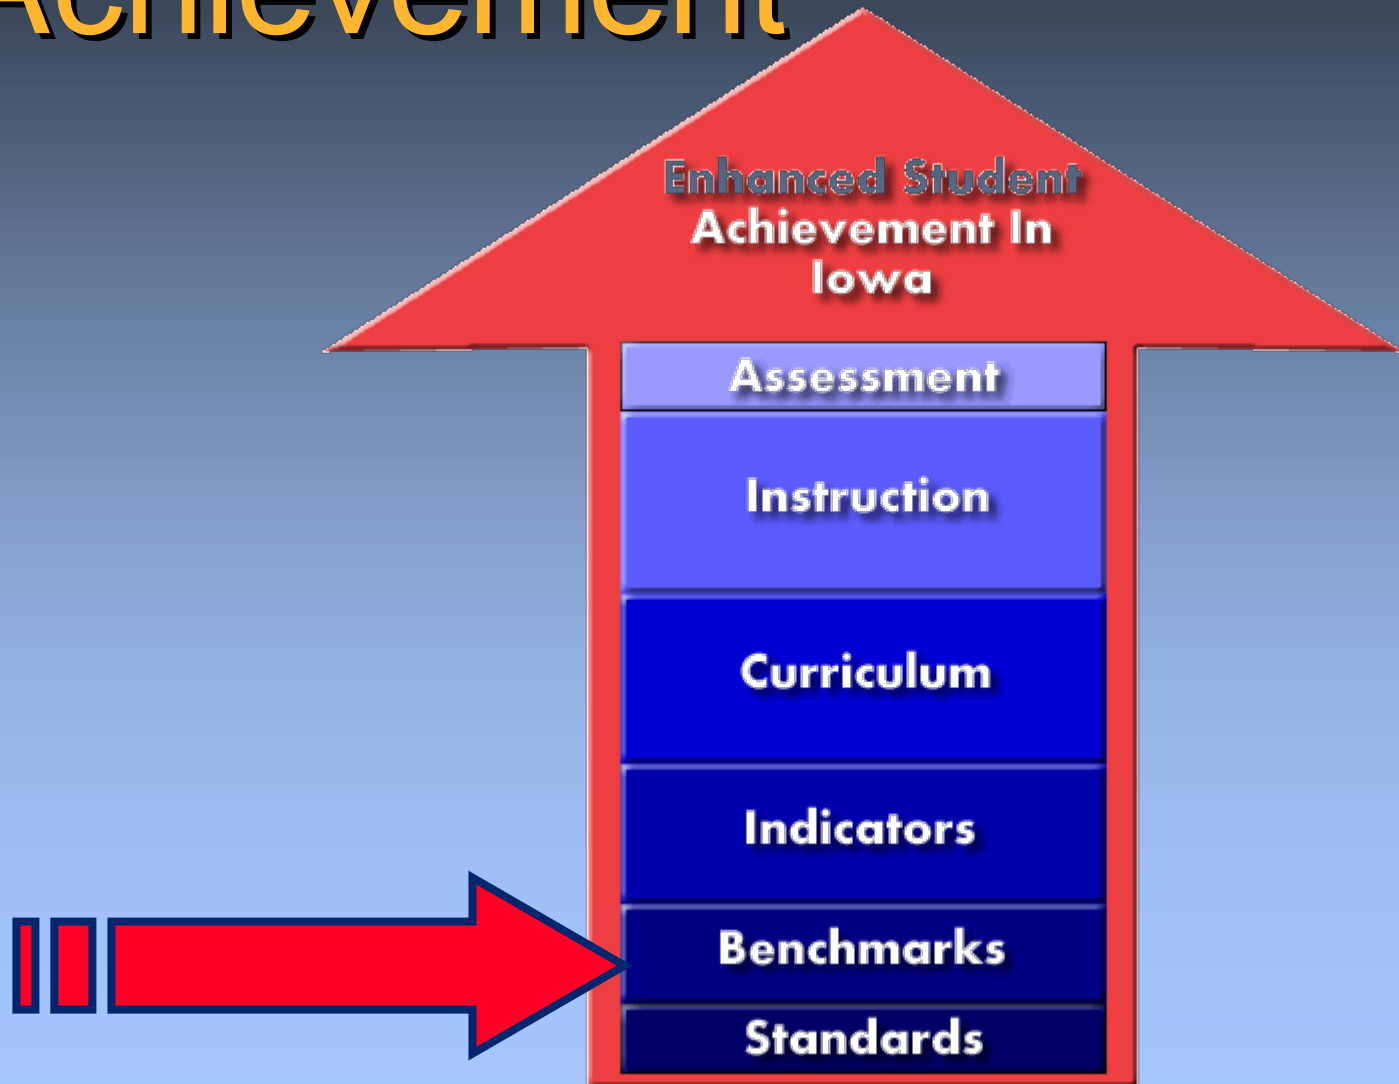 Achievement
Enhanced Student
Achievement In
Iowa
Assessment
Instruction
Curriculum
Indicators
Benchmarks
Standards